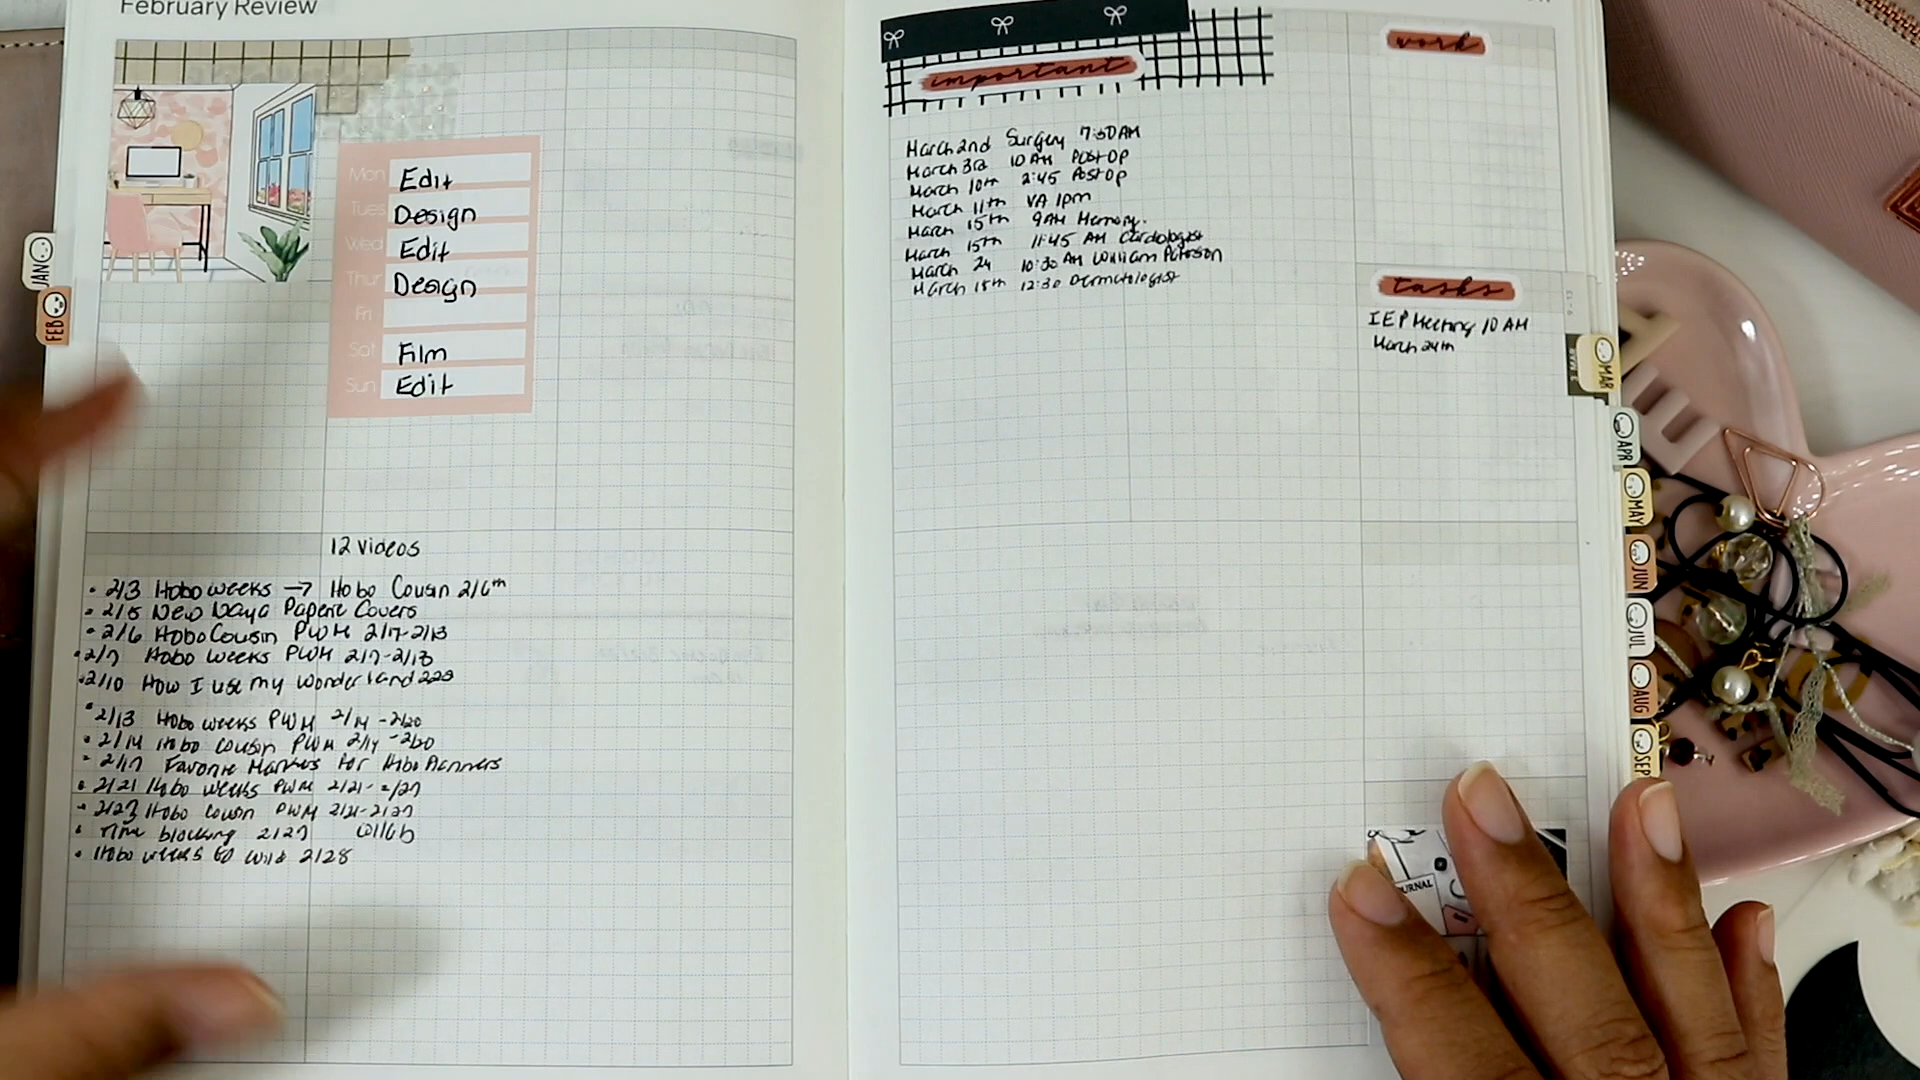 February Review
Mon Edit
Tues Design
Wed Edit
Thur Design
Fri
Sat Film
Sun Edit
12 Videos
• 2/3 Hobo weeks → Hobo Cousin 2/6th
• 2/5 New Papers Covers
• 2/6 Hobo Cousin PWM 2/7-2/13
• 2/7 Hobo weeks PWM 2/7-2/13
• 2/10 How I use my Wonderland 222
• 2/13 Hobo weeks PWM 2/14 - 2/20
• 2/14 Hobo Cousin PWM 2/14 - 2/20
• 2/17 Favorite Markers for Hobo Planners
• 2/21 Hobo weeks PWM 2/21 - 2/27
• 2/23 Hobo cousin PWM 2/21 - 2/27
• Time blocking 2/27
• Hobo weeks to Wild 2/28
important
March 2nd Surgery 7:30 AM
March 3rd 10 AM Post OP
March 10th 2:45 Post OP
March 11th VA 1pm
March 15th 9AM Memory.
March 15th 11:45 AM Cardiologist
March 24 10:30 AM William Paterson
March 15th 12:30 Dermatologist
work
tasks
IEP Meeting 10 AM
March 24th
URNAL
JAN
FEB
MAR
MAR
APR
MAY
JUN
JUL
AUG
SEP